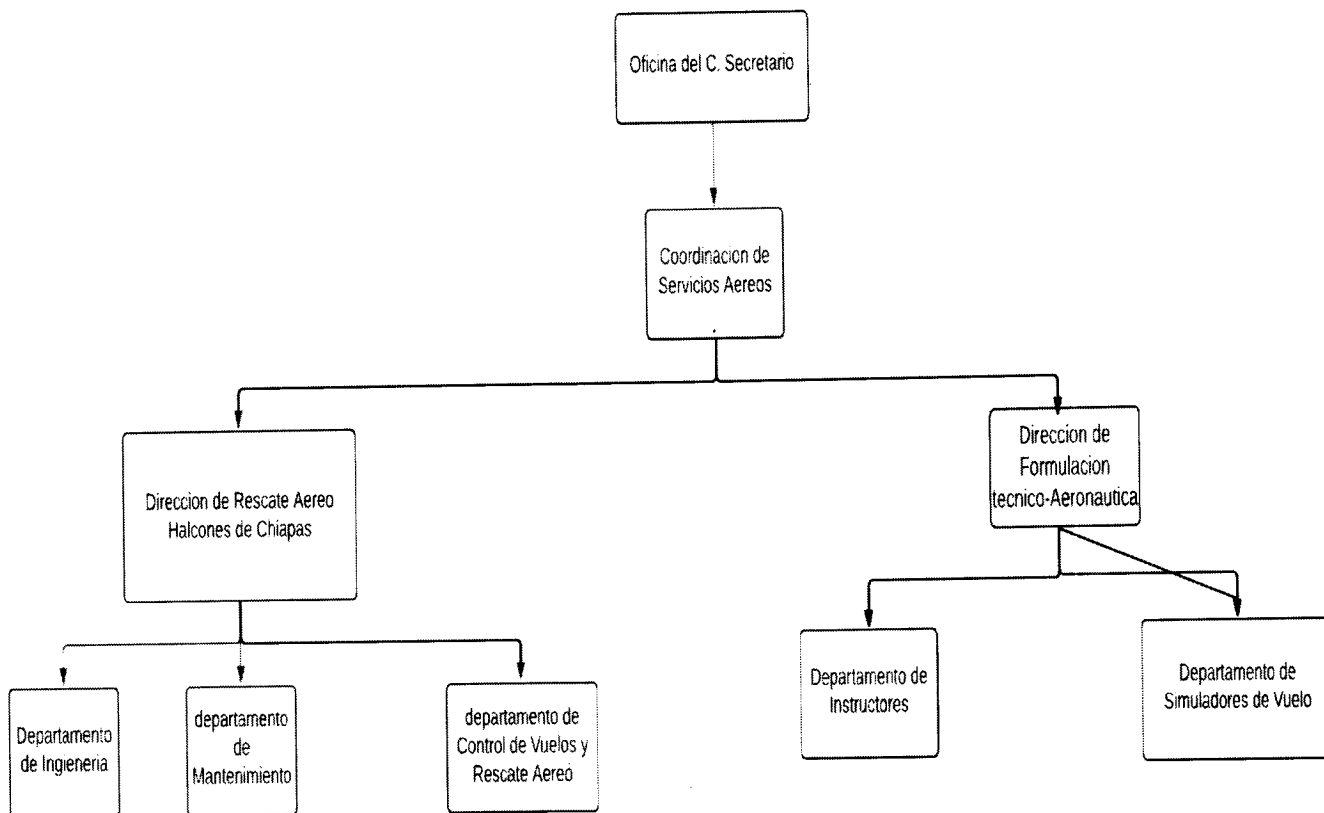 Oficina del C. Secretario
Coordinacion de
Servicios Aereos
Direccion de Rescate Aereo
Halcones de Chiapas
Direccion de
Formulacion
tecnico-Aeronautica
Departamento
de Ingieneria
departamento
de
Mantenimiento
departamento de
Control de Vuelos y
Rescate Aereo
Departamento de
Instructores
Departamento de
Simuladores de Vuelo